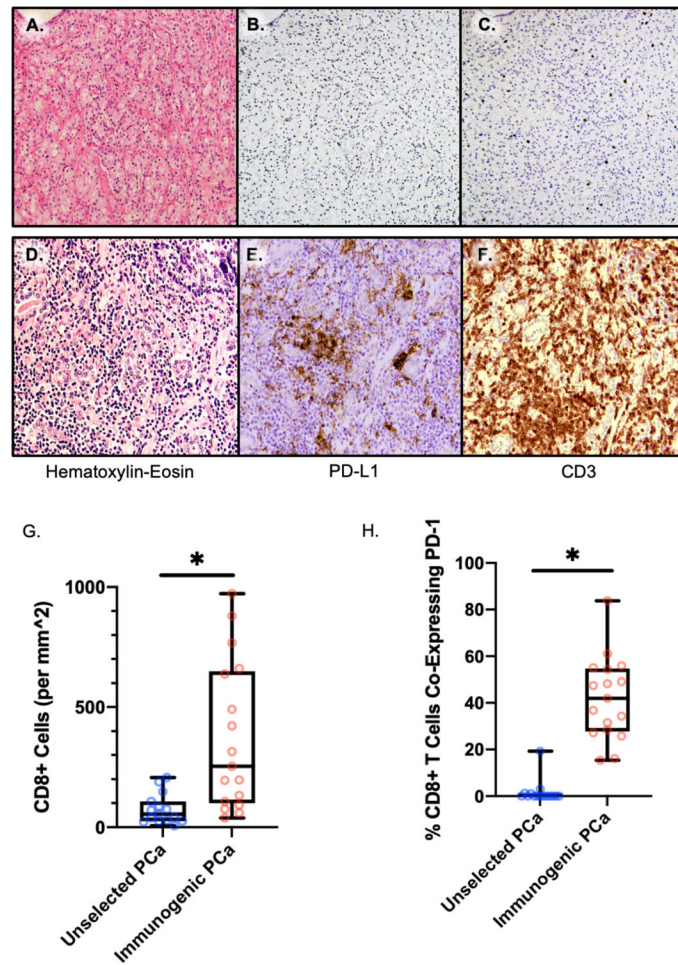 A.
B.
C.
D.
E.
F.
Hematoxylin-Eosin
PD-L1
CD3
G.
*
CD8+ Cells (per mm^2)
1000
500
0
Unselected PCa
Immunogenic PCa
H.
*
% CD8+ T Cells Co-Expressing PD-1
100
80
60
40
20
0
Unselected PCa
Immunogenic PCa